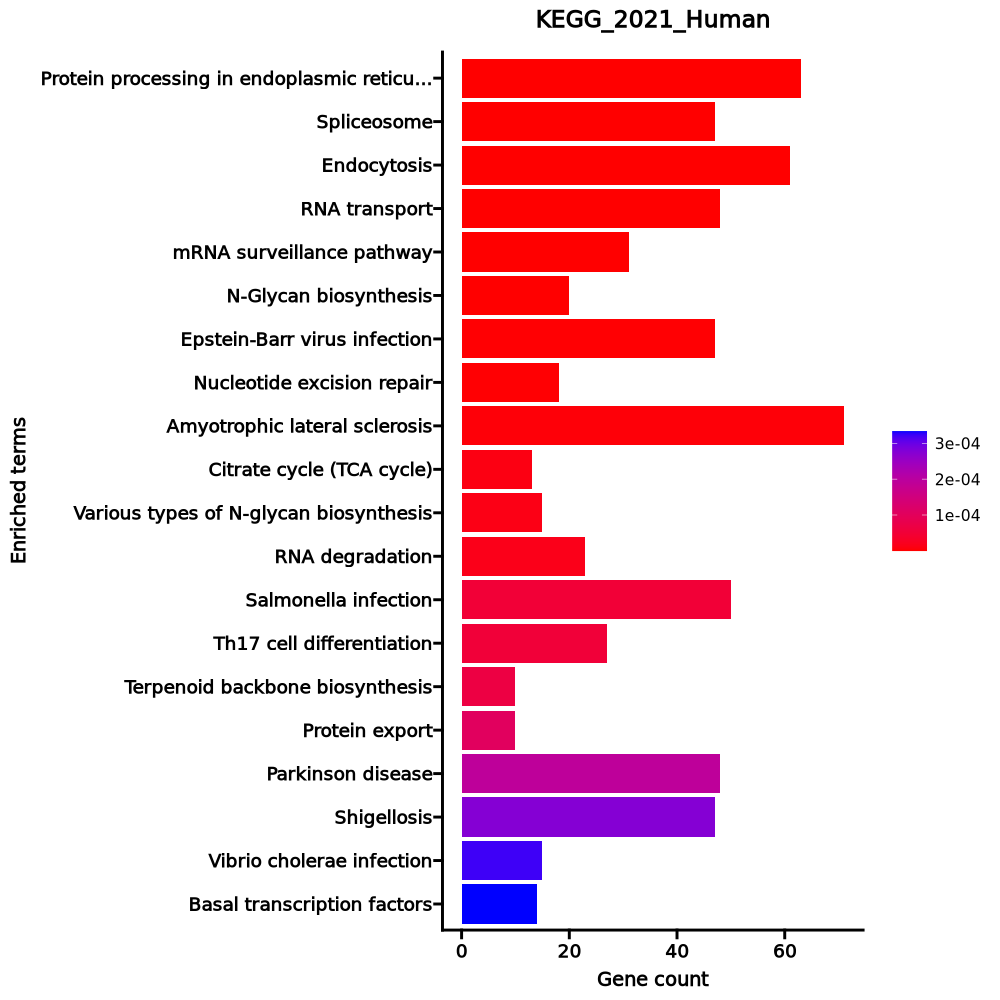 KEGG_2021_Human
Protein processing in endoplasmic reticu...
Spliceosome
Endocytosis
RNA transport
mRNA surveillance pathway
N-Glycan biosynthesis
Epstein-Barr virus infection
Nucleotide excision repair
Amyotrophic lateral sclerosis
Citrate cycle (TCA cycle)
Various types of N-glycan biosynthesis
RNA degradation
Salmonella infection
Th17 cell differentiation
Terpenoid backbone biosynthesis
Protein export
Parkinson disease
Shigellosis
Vibrio cholerae infection
Basal transcription factors
Enriched terms
0 20 40 60
Gene count
3e-04
2e-04
1e-04